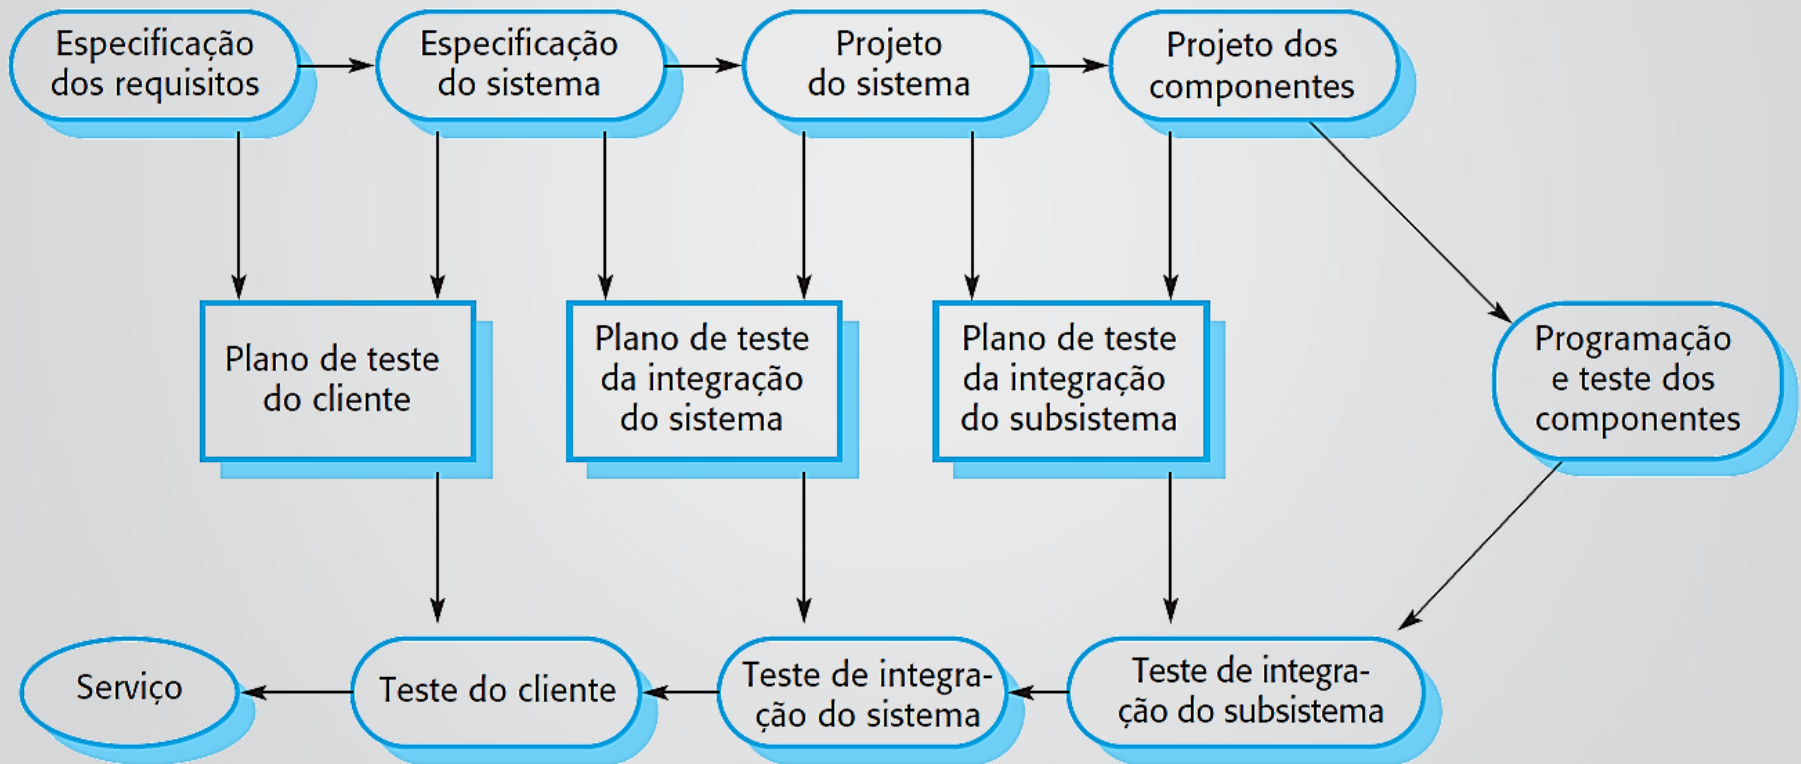 Especificação
dos requisitos
Especificação
do sistema
Projeto
do sistema
Projeto dos
componentes
Plano de teste
do cliente
Plano de teste
da integração
do sistema
Plano de teste
da integração
do subsistema
Programação
e teste dos
componentes
Serviço
Teste do cliente
Teste de integra-
ção do sistema
Teste de integra-
ção do subsistema